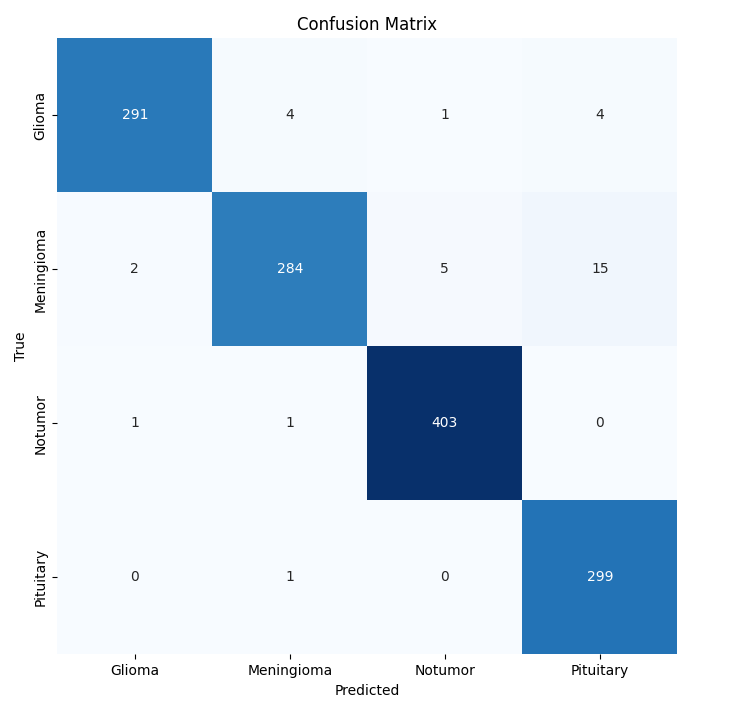 Confusion Matrix
True
Glioma 291 4 1 4
Meningioma 2 284 5 15
Notumor 1 1 403 0
Pituitary 0 1 0 299
Glioma Meningioma Notumor Pituitary
Predicted